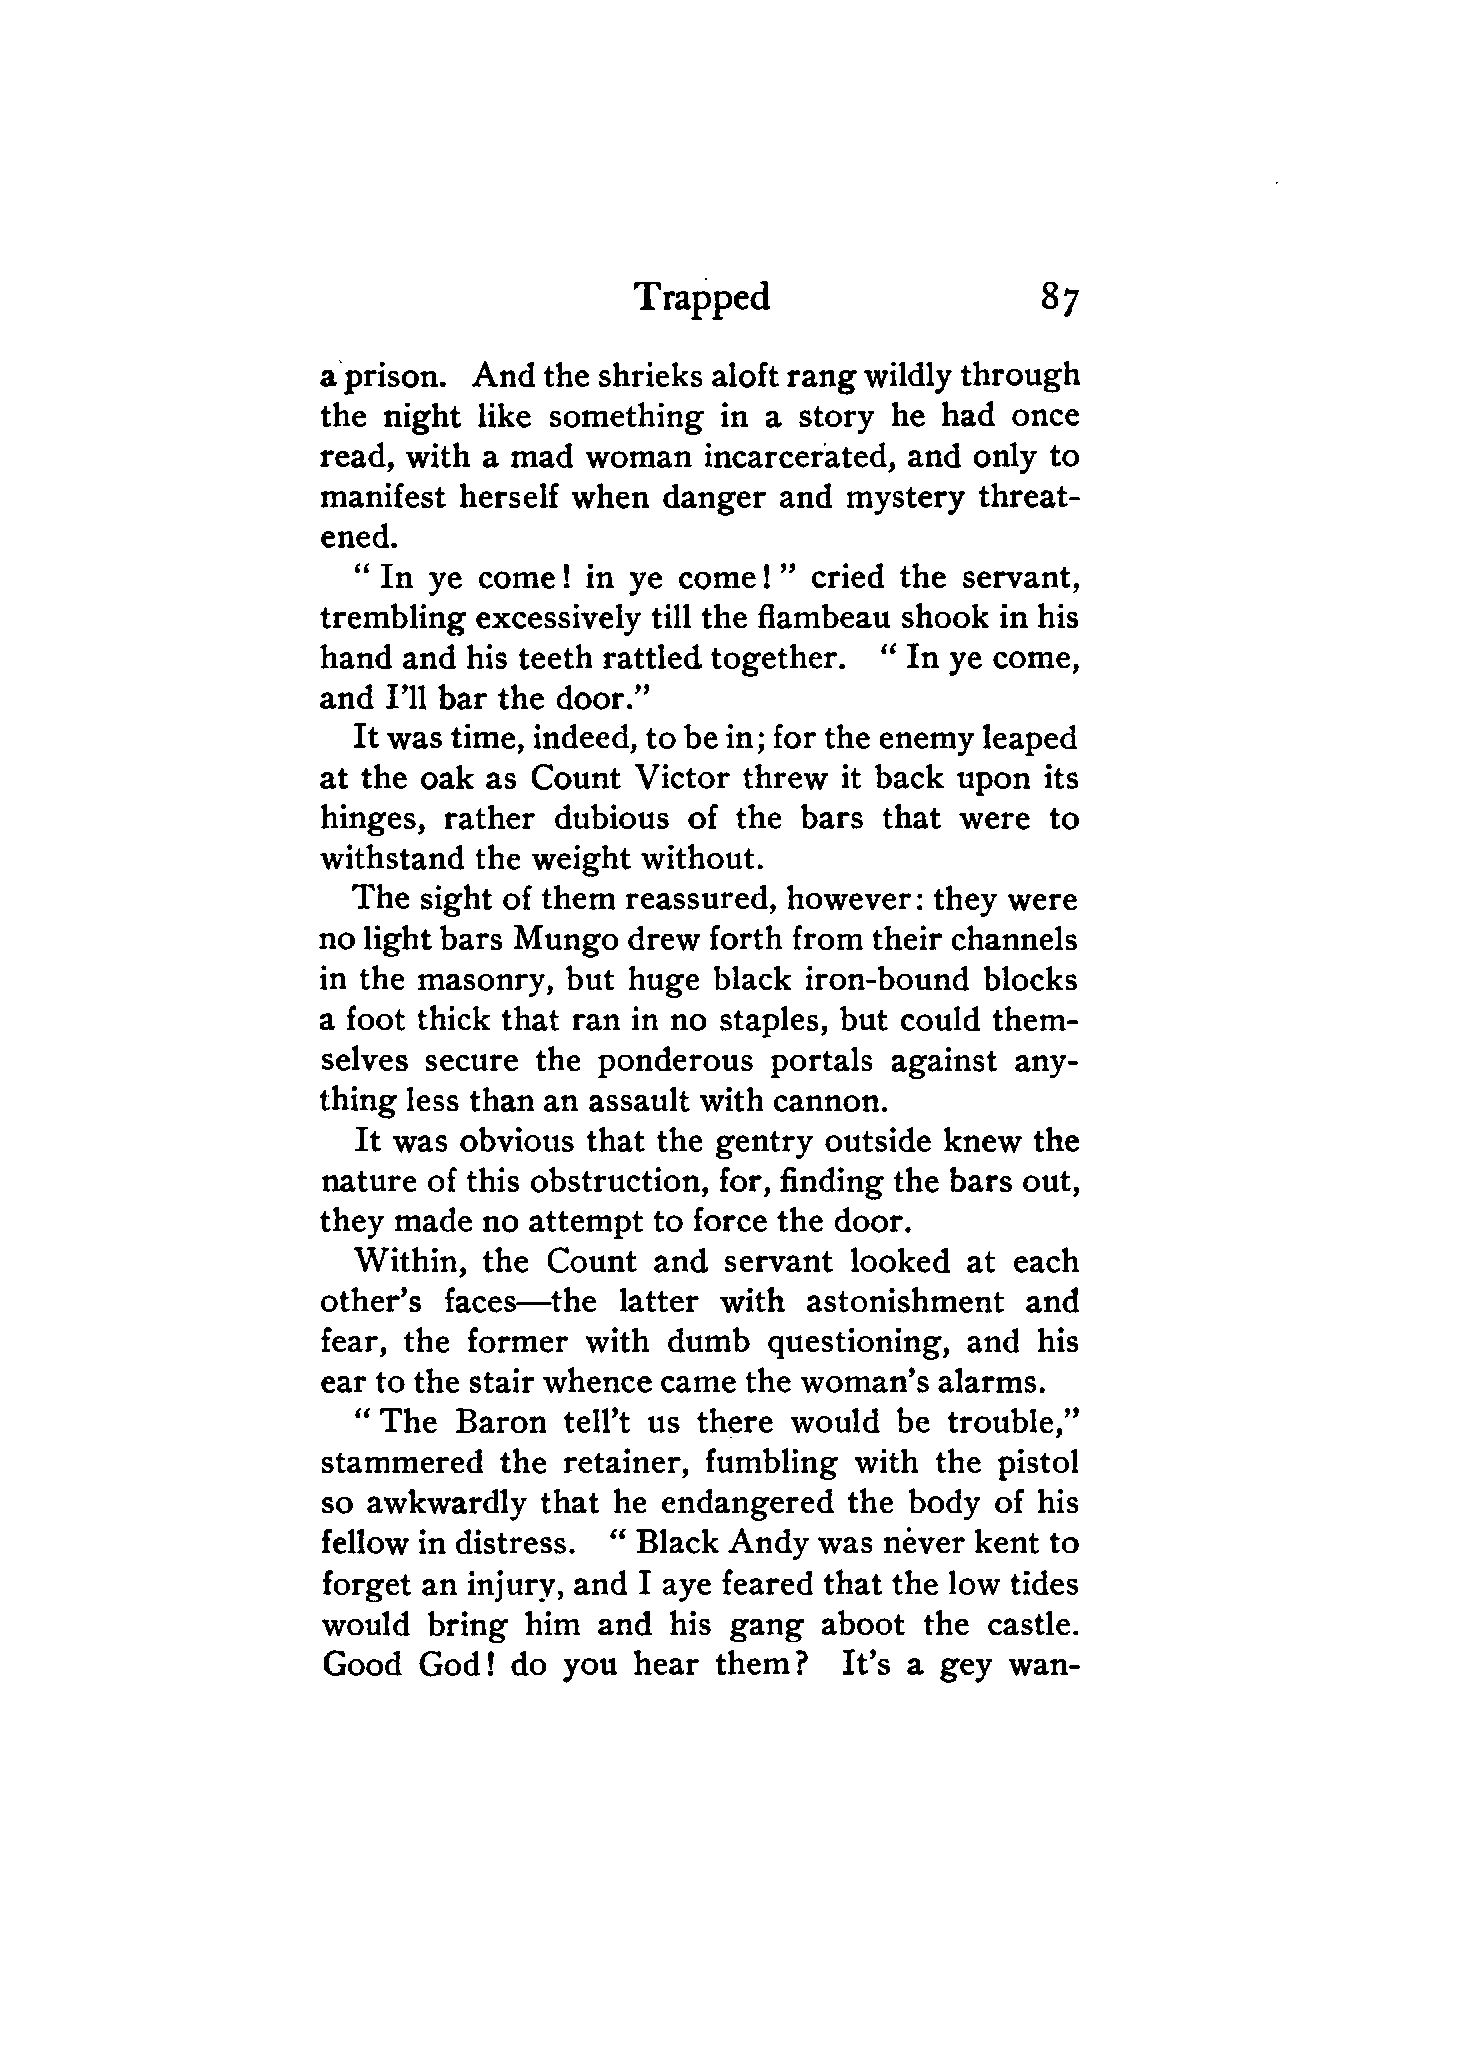 Trapped 87
a prison. And the shrieks aloft rang wildly through
the night like something in a story he had once
read, with a mad woman incarcerated, and only to
manifest herself when danger and mystery threat-
ened.
“ In ye come! in ye come! ” cried the servant,
trembling excessively till the flambeau shook in his
hand and his teeth rattled together. “ In ye come,
and I’ll bar the door.”
It was time, indeed, to be in; for the enemy leaped
at the oak as Count Victor threw it back upon its
hinges, rather dubious of the bars that were to
withstand the weight without.
The sight of them reassured, however: they were
no light bars Mungo drew forth from their channels
in the masonry, but huge black iron-bound blocks
a foot thick that ran in no staples, but could them-
selves secure the ponderous portals against any-
thing less than an assault with cannon.
It was obvious that the gentry outside knew the
nature of this obstruction, for, finding the bars out,
they made no attempt to force the door.
Within, the Count and servant looked at each
other’s faces—the latter with astonishment and
fear, the former with dumb questioning, and his
ear to the stair whence came the woman’s alarms.
“ The Baron tell’t us there would be trouble,”
stammered the retainer, fumbling with the pistol
so awkwardly that he endangered the body of his
fellow in distress. “ Black Andy was never kent to
forget an injury, and I aye feared that the low tides
would bring him and his gang aboot the castle.
Good God! do you hear them? It’s a gey wan-